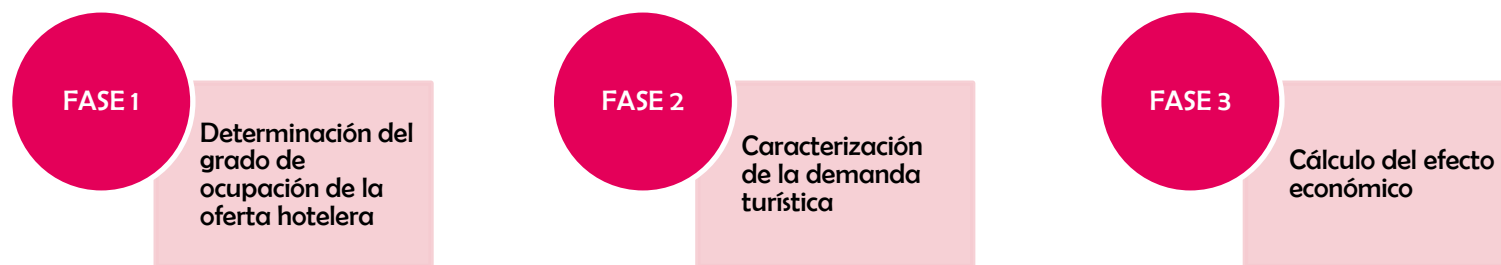 FASE 1
Determinación del
grado de
ocupación de la
oferta hotelera
FASE 2
Caracterización
de la demanda
turística
FASE 3
Cálculo del efecto
económico